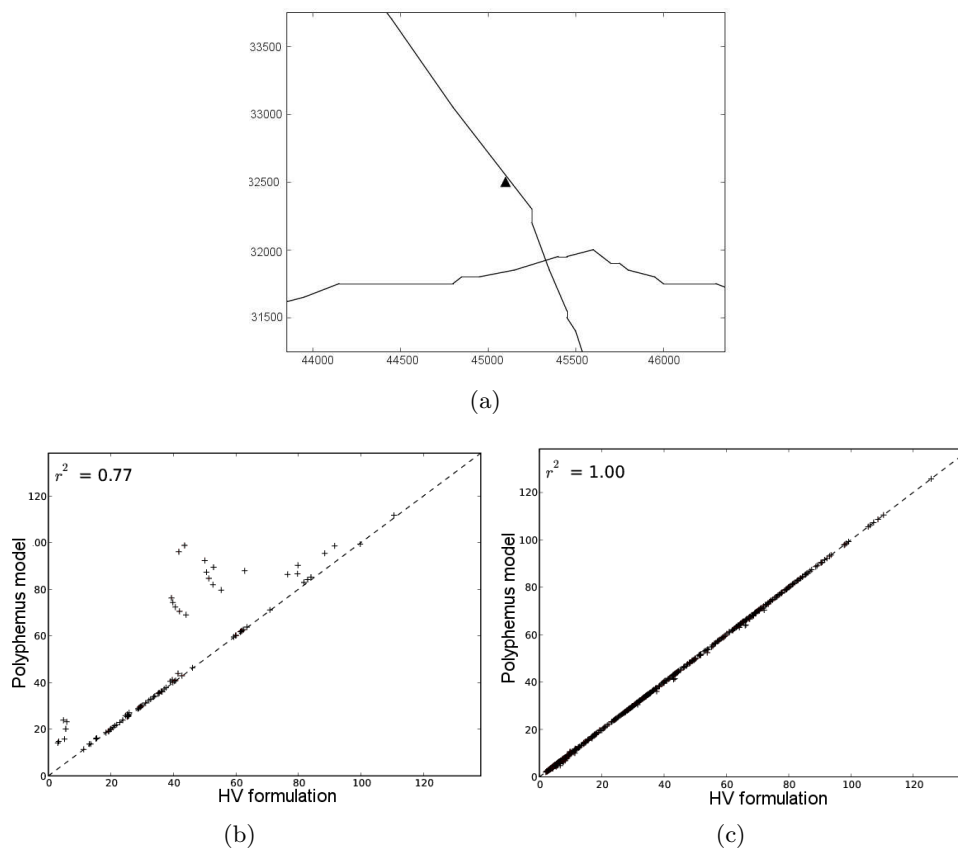 33500
33000
32500
32000
31500
44000 44500 45000 45500 46000
(a)
r² = 0.77
120
00
80
60
40
20
0
0 20 40 60 80 100 120
Polyphemus model
HV formulation
(b)
r² = 1.00
120
100
80
60
40
20
0
0 20 40 60 80 100 120
Polyphemus model
HV formulation
(c)